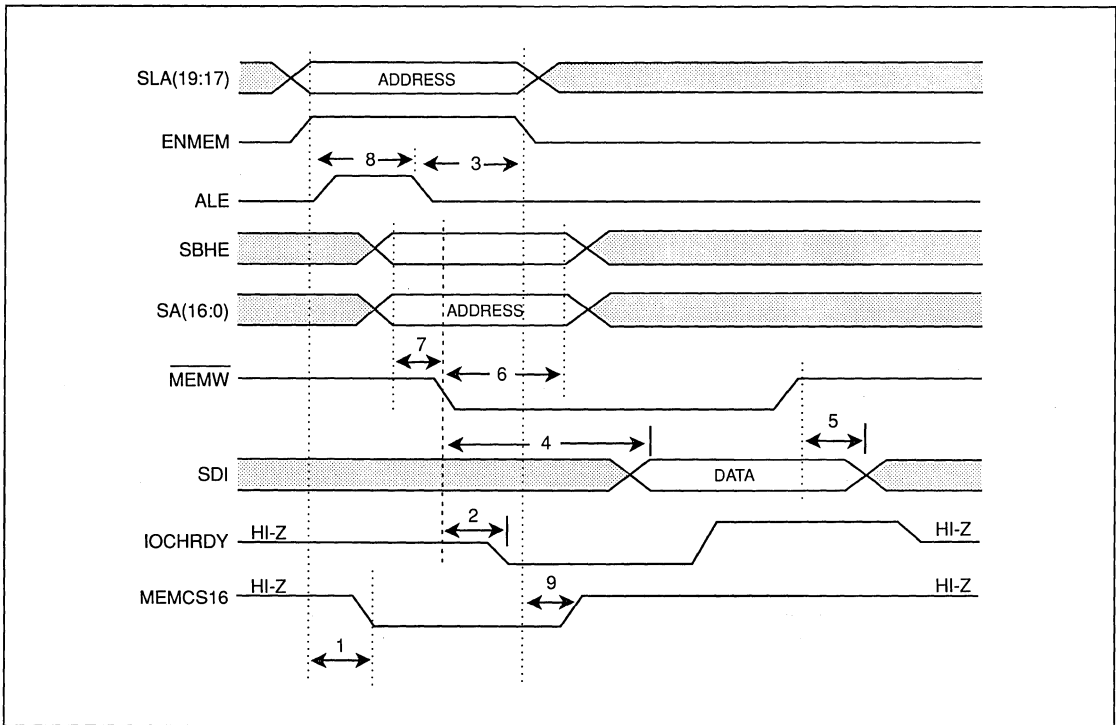 SLA(19:17) ADDRESS
ENMEM
8 3
ALE
SBHE
SA(16:0) ADDRESS
7
MEMW 6
5
4
SDI DATA
2
IOCHRDY HI-Z HI-Z
9
MEMCS16 HI-Z HI-Z
1